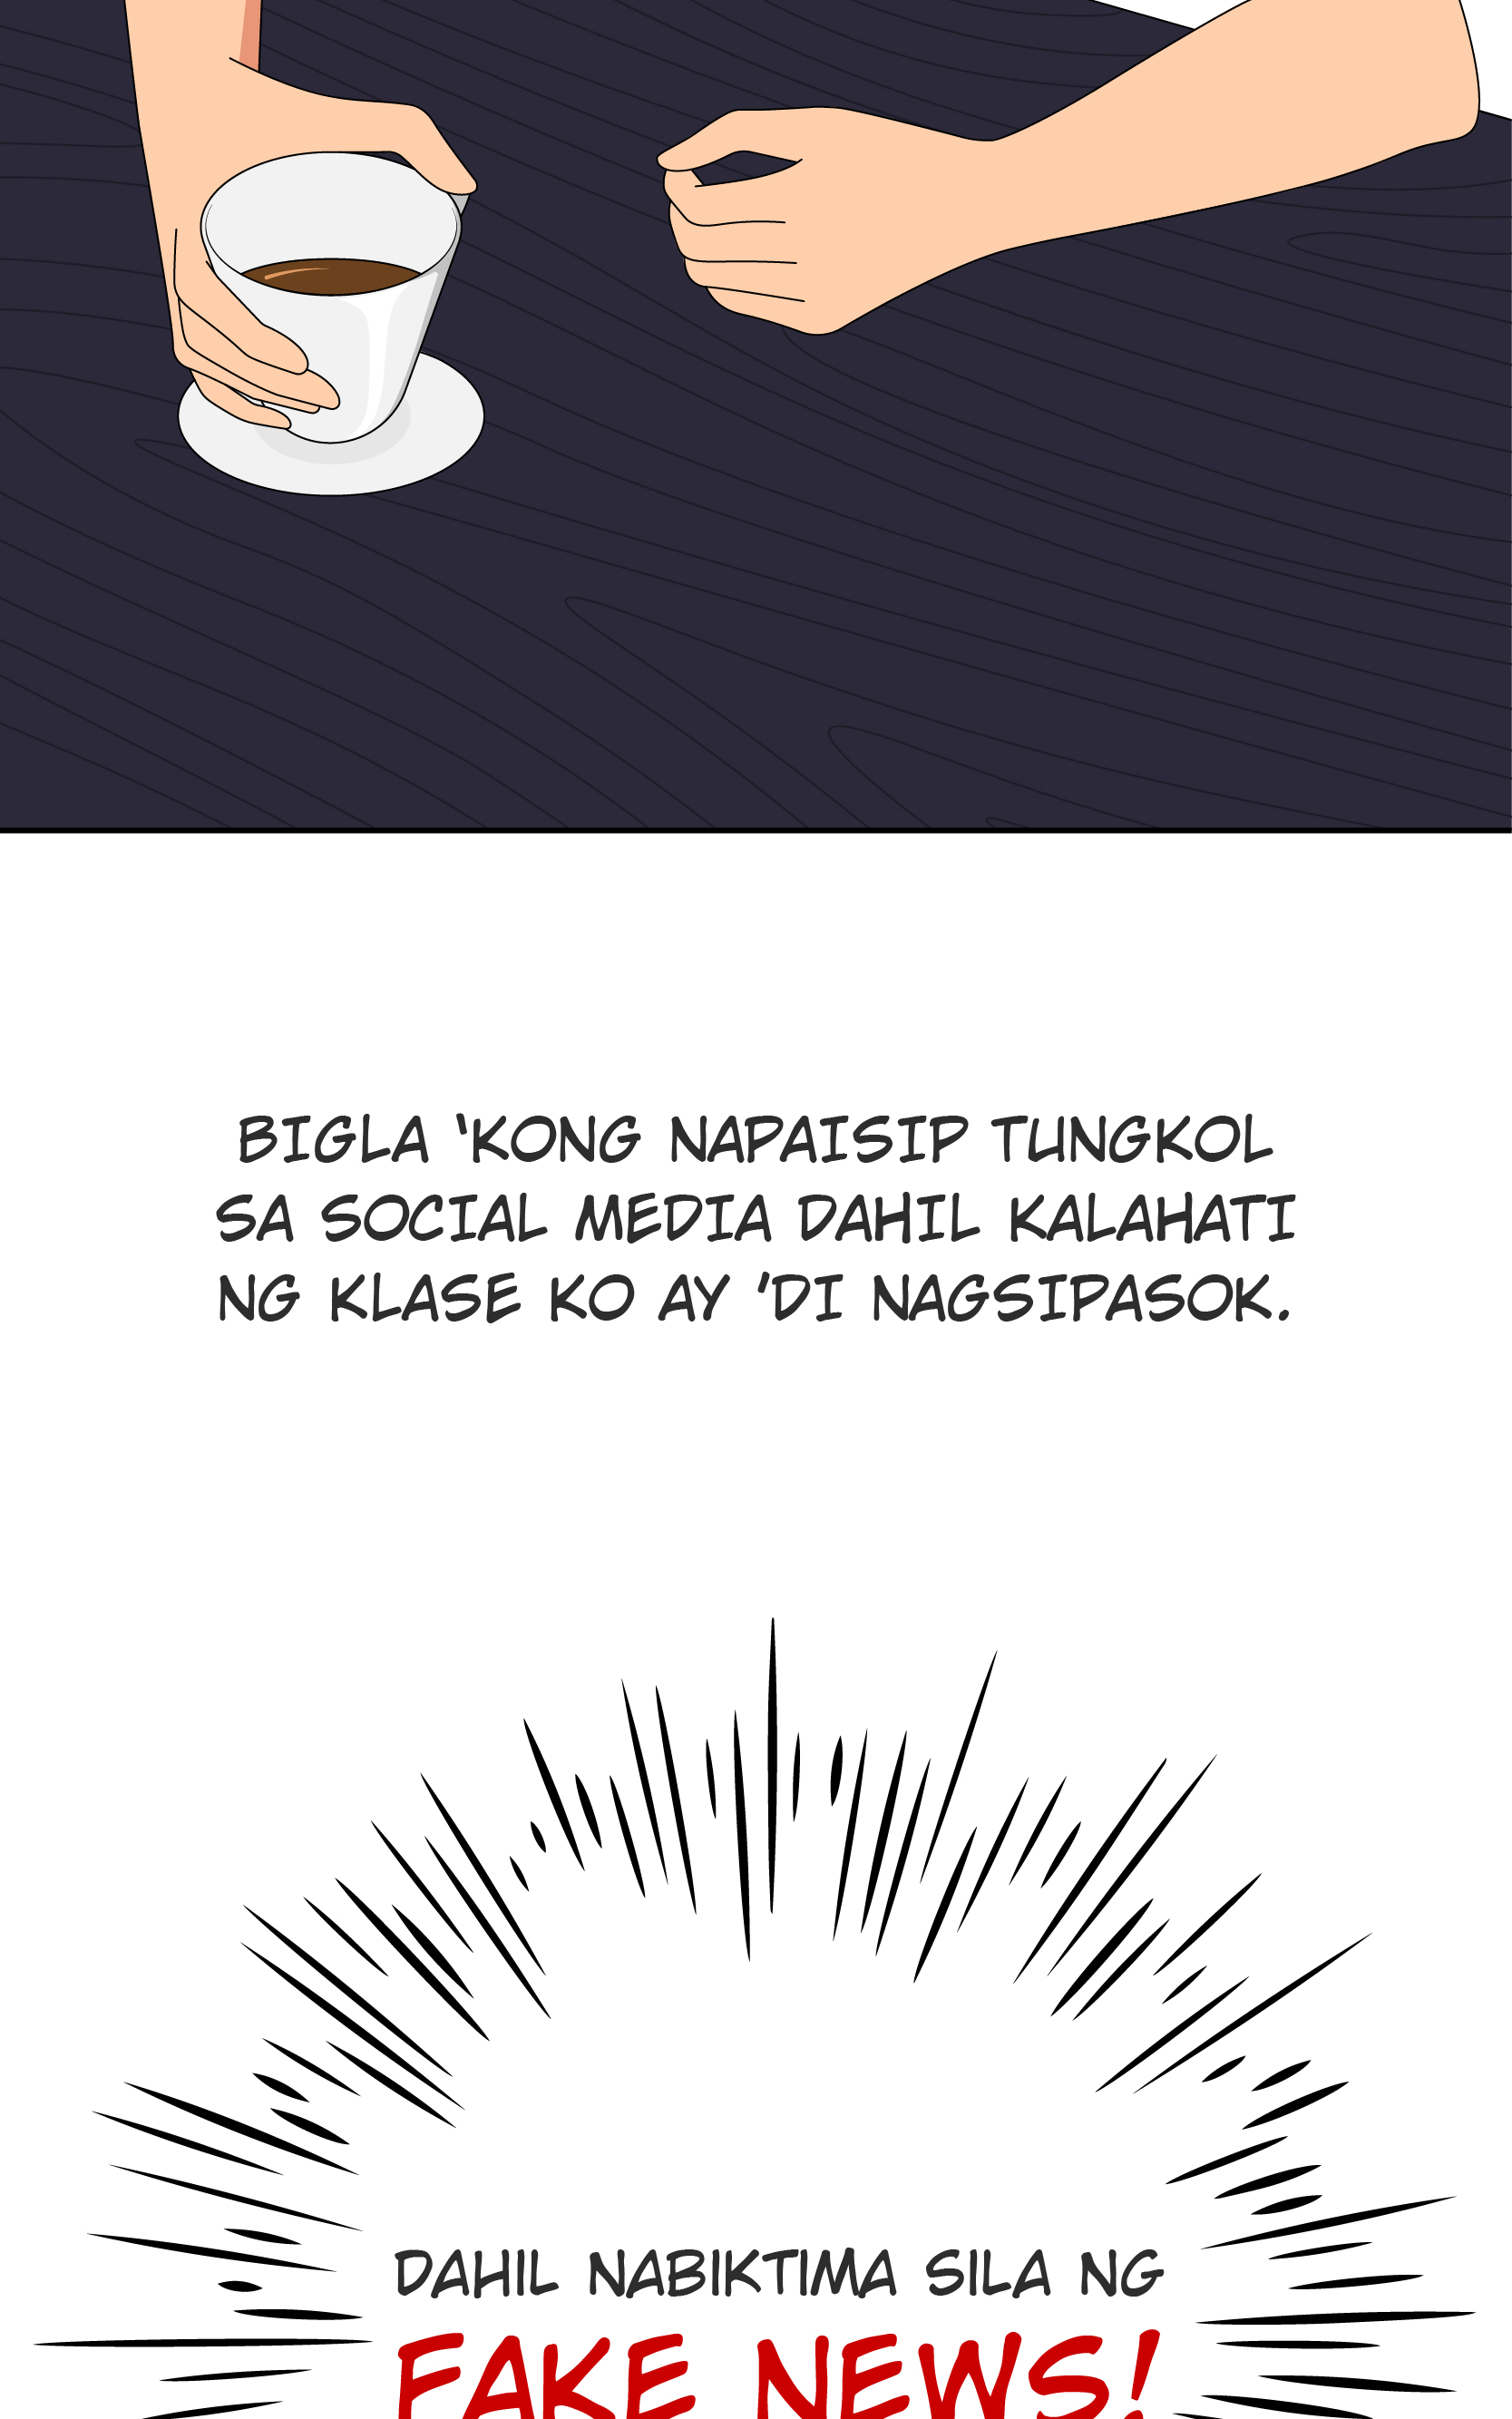 BIGLA 'KONG NAPAISIP TUNGKOL
SA SOCIAL MEDIA DAHIL KALAHATI
NG KLASE KO AY 'DI NAGSIPASOK.
DAHIL NABIKTIMA SILA NG
FAKE NEWS!